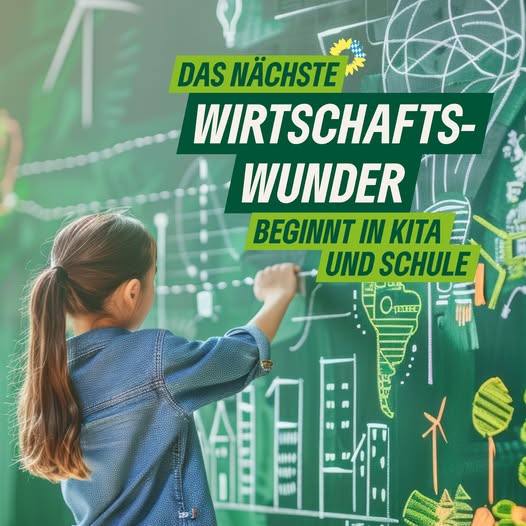 DAS NÄCHSTE
WIRTSCHAFTS-
WUNDER
BEGINNT IN KITA
UND SCHULE